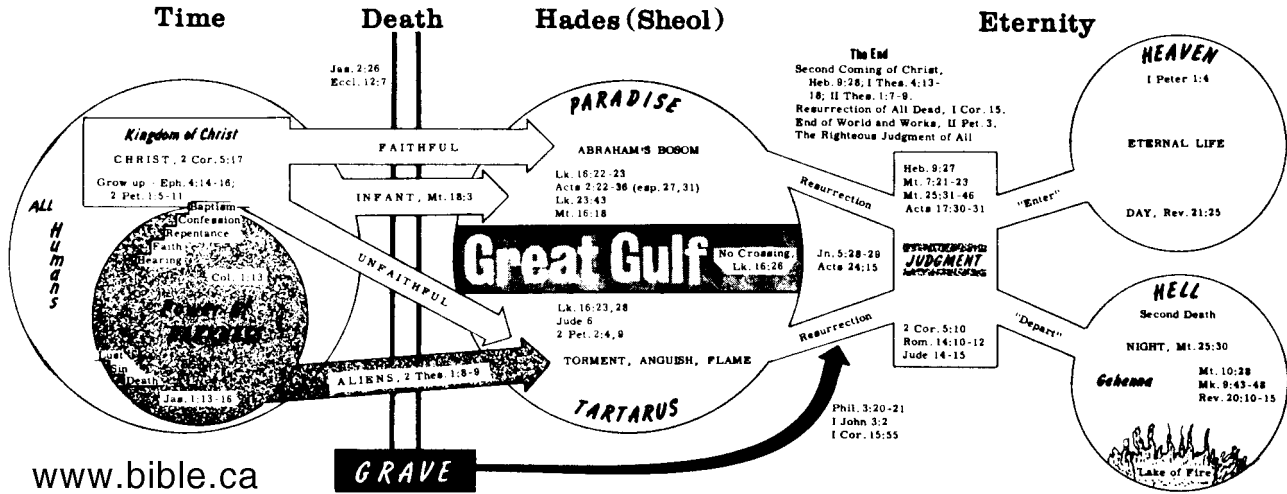 Time
Death
Hades (Sheol)
Eternity
Jas. 2:26
Eccl. 12:7
ALL
Humans
Kingdom of Christ
CHRIST, 2 Cor. 5:17
Grow up - Eph. 4:14-16;
2 Pet. 1:5-11
Baptism
Confession
Repentance
Faith
Hearing
Col. 1:13
Power of
DARKNESS
Lust
Sin
Death
Jas. 1:13-16
FAITHFUL
INFANT, Mt. 18:3
UNFAITHFUL
ALIENS, 2 Thes. 1:8-9
GRAVE
PARADISE
ABRAHAM'S BOSOM
Lk. 16:22-23
Acts 2:22-36 (esp. 27, 31)
Lk. 23:43
Mt. 16:18
Great Gulf
No Crossing,
Lk. 16:26
Lk. 16:23, 28
Jude 6
2 Pet. 2:4, 9
TORMENT, ANGUISH, FLAME
TARTARUS
The End
Second Coming of Christ,
Heb. 9:28; I Thes. 4:13-
18; II Thes. 1:7-9.
Resurrection of All Dead, I Cor. 15.
End of World and Works, II Pet. 3.
The Righteous Judgment of All
Resurrection
Jn. 5:28-29
Acts 24:15
Resurrection
Phil. 3:20-21
I John 3:2
I Cor. 15:55
Heb. 9:27
Mt. 7:21-23
Mt. 25:31-46
Acts 17:30-31
JUDGMENT
2 Cor. 5:10
Rom. 14:10-12
Jude 14-15
"Enter"
"Depart"
HEAVEN
I Peter 1:4
ETERNAL LIFE
DAY, Rev. 21:25
HELL
Second Death
NIGHT, Mt. 25:30
Gehenna
Mt. 10:28
Mk. 9:43-48
Rev. 20:10-15
Lake of Fire
www.bible.ca